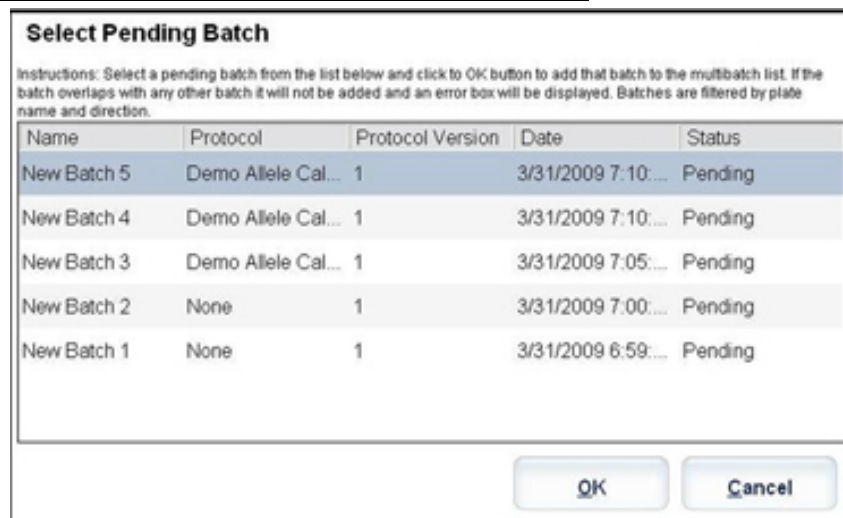 Select Pending Batch
Instructions: Select a pending batch from the list below and click to OK button to add that batch to the multibatch list. If the
batch overlaps with any other batch it will not be added and an error box will be displayed. Batches are filtered by plate
name and direction.
Name Protocol Protocol Version Date Status
New Batch 5 Demo Allele Cal... 1 3/31/2009 7:10:... Pending
New Batch 4 Demo Allele Cal... 1 3/31/2009 7:10:... Pending
New Batch 3 Demo Allele Cal... 1 3/31/2009 7:05:... Pending
New Batch 2 None 1 3/31/2009 7:00:... Pending
New Batch 1 None 1 3/31/2009 6:59:... Pending
OK Cancel